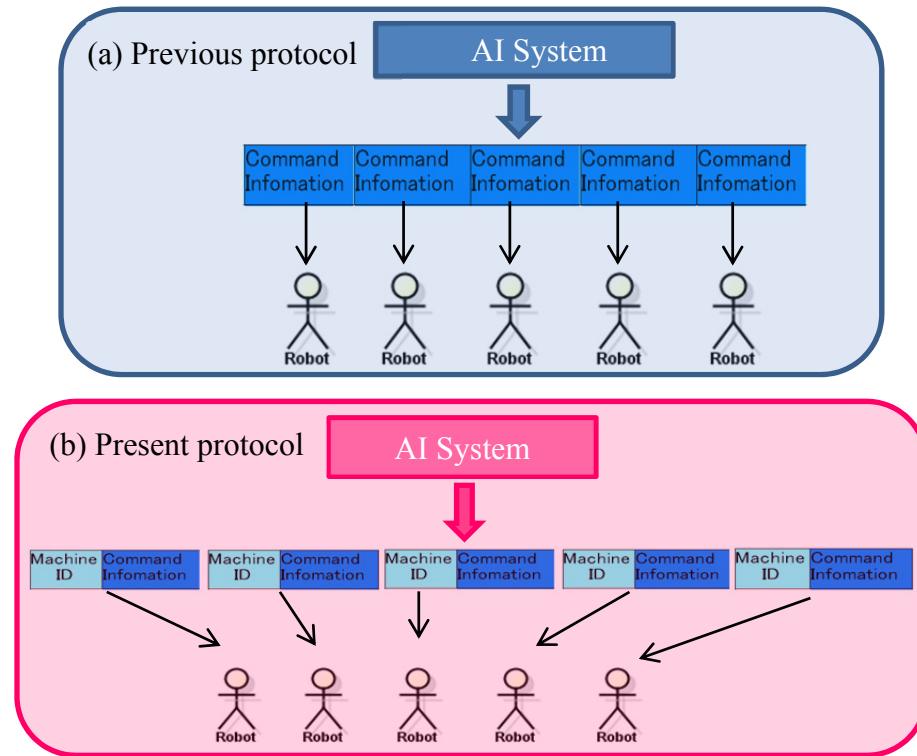 (a) Previous protocol
AI System
Command Command Command Command Command
Infomation Infomation Infomation Infomation Infomation
Robot Robot Robot Robot Robot
(b) Present protocol
AI System
Machine Command Machine Command Machine Command Machine Command Machine Command
ID Infomation ID Infomation ID Infomation ID Infomation ID Infomation
Robot Robot Robot Robot Robot